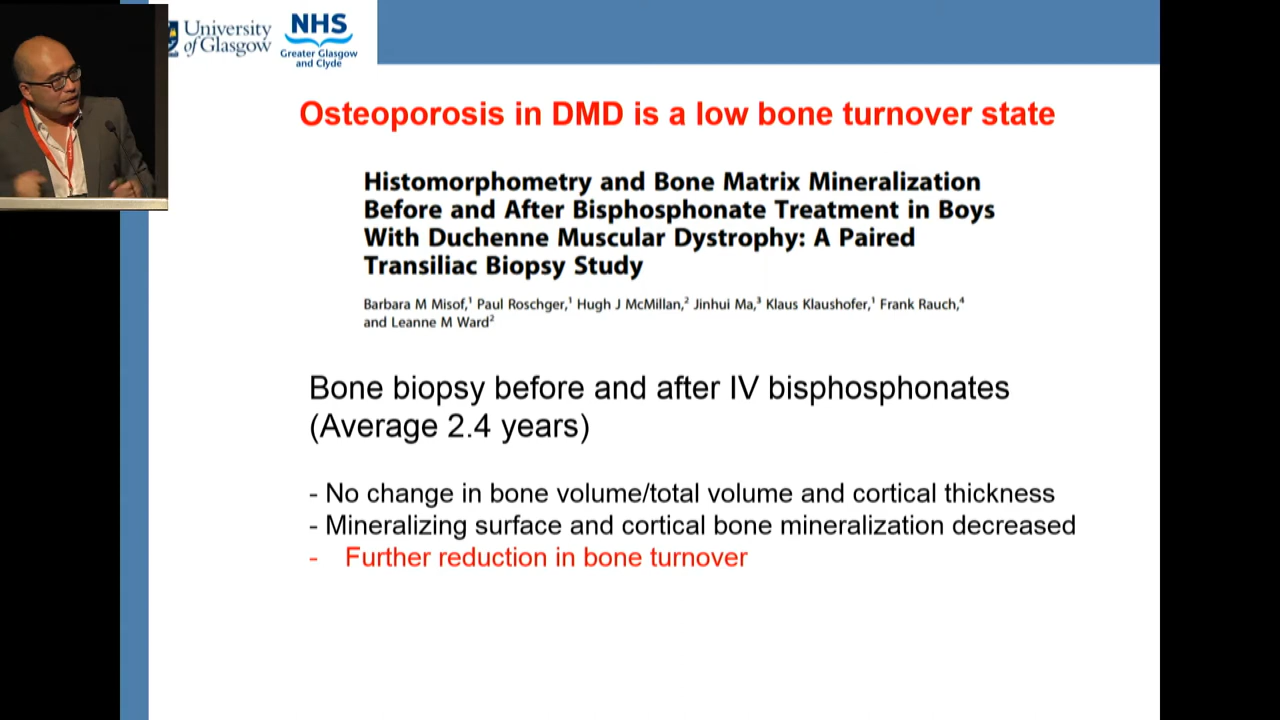 University
of Glasgow
NHS
Greater Glasgow
and Clyde
Osteoporosis in DMD is a low bone turnover state
Histomorphometry and Bone Matrix Mineralization
Before and After Bisphosphonate Treatment in Boys
With Duchenne Muscular Dystrophy: A Paired
Transiliac Biopsy Study
Barbara M Misof,¹ Paul Roschger,¹ Hugh J McMillan,² Jinhui Ma,³ Klaus Klaushofer,¹ Frank Rauch,⁴
and Leanne M Ward²
Bone biopsy before and after IV bisphosphonates
(Average 2.4 years)
- No change in bone volume/total volume and cortical thickness
- Mineralizing surface and cortical bone mineralization decreased
- Further reduction in bone turnover